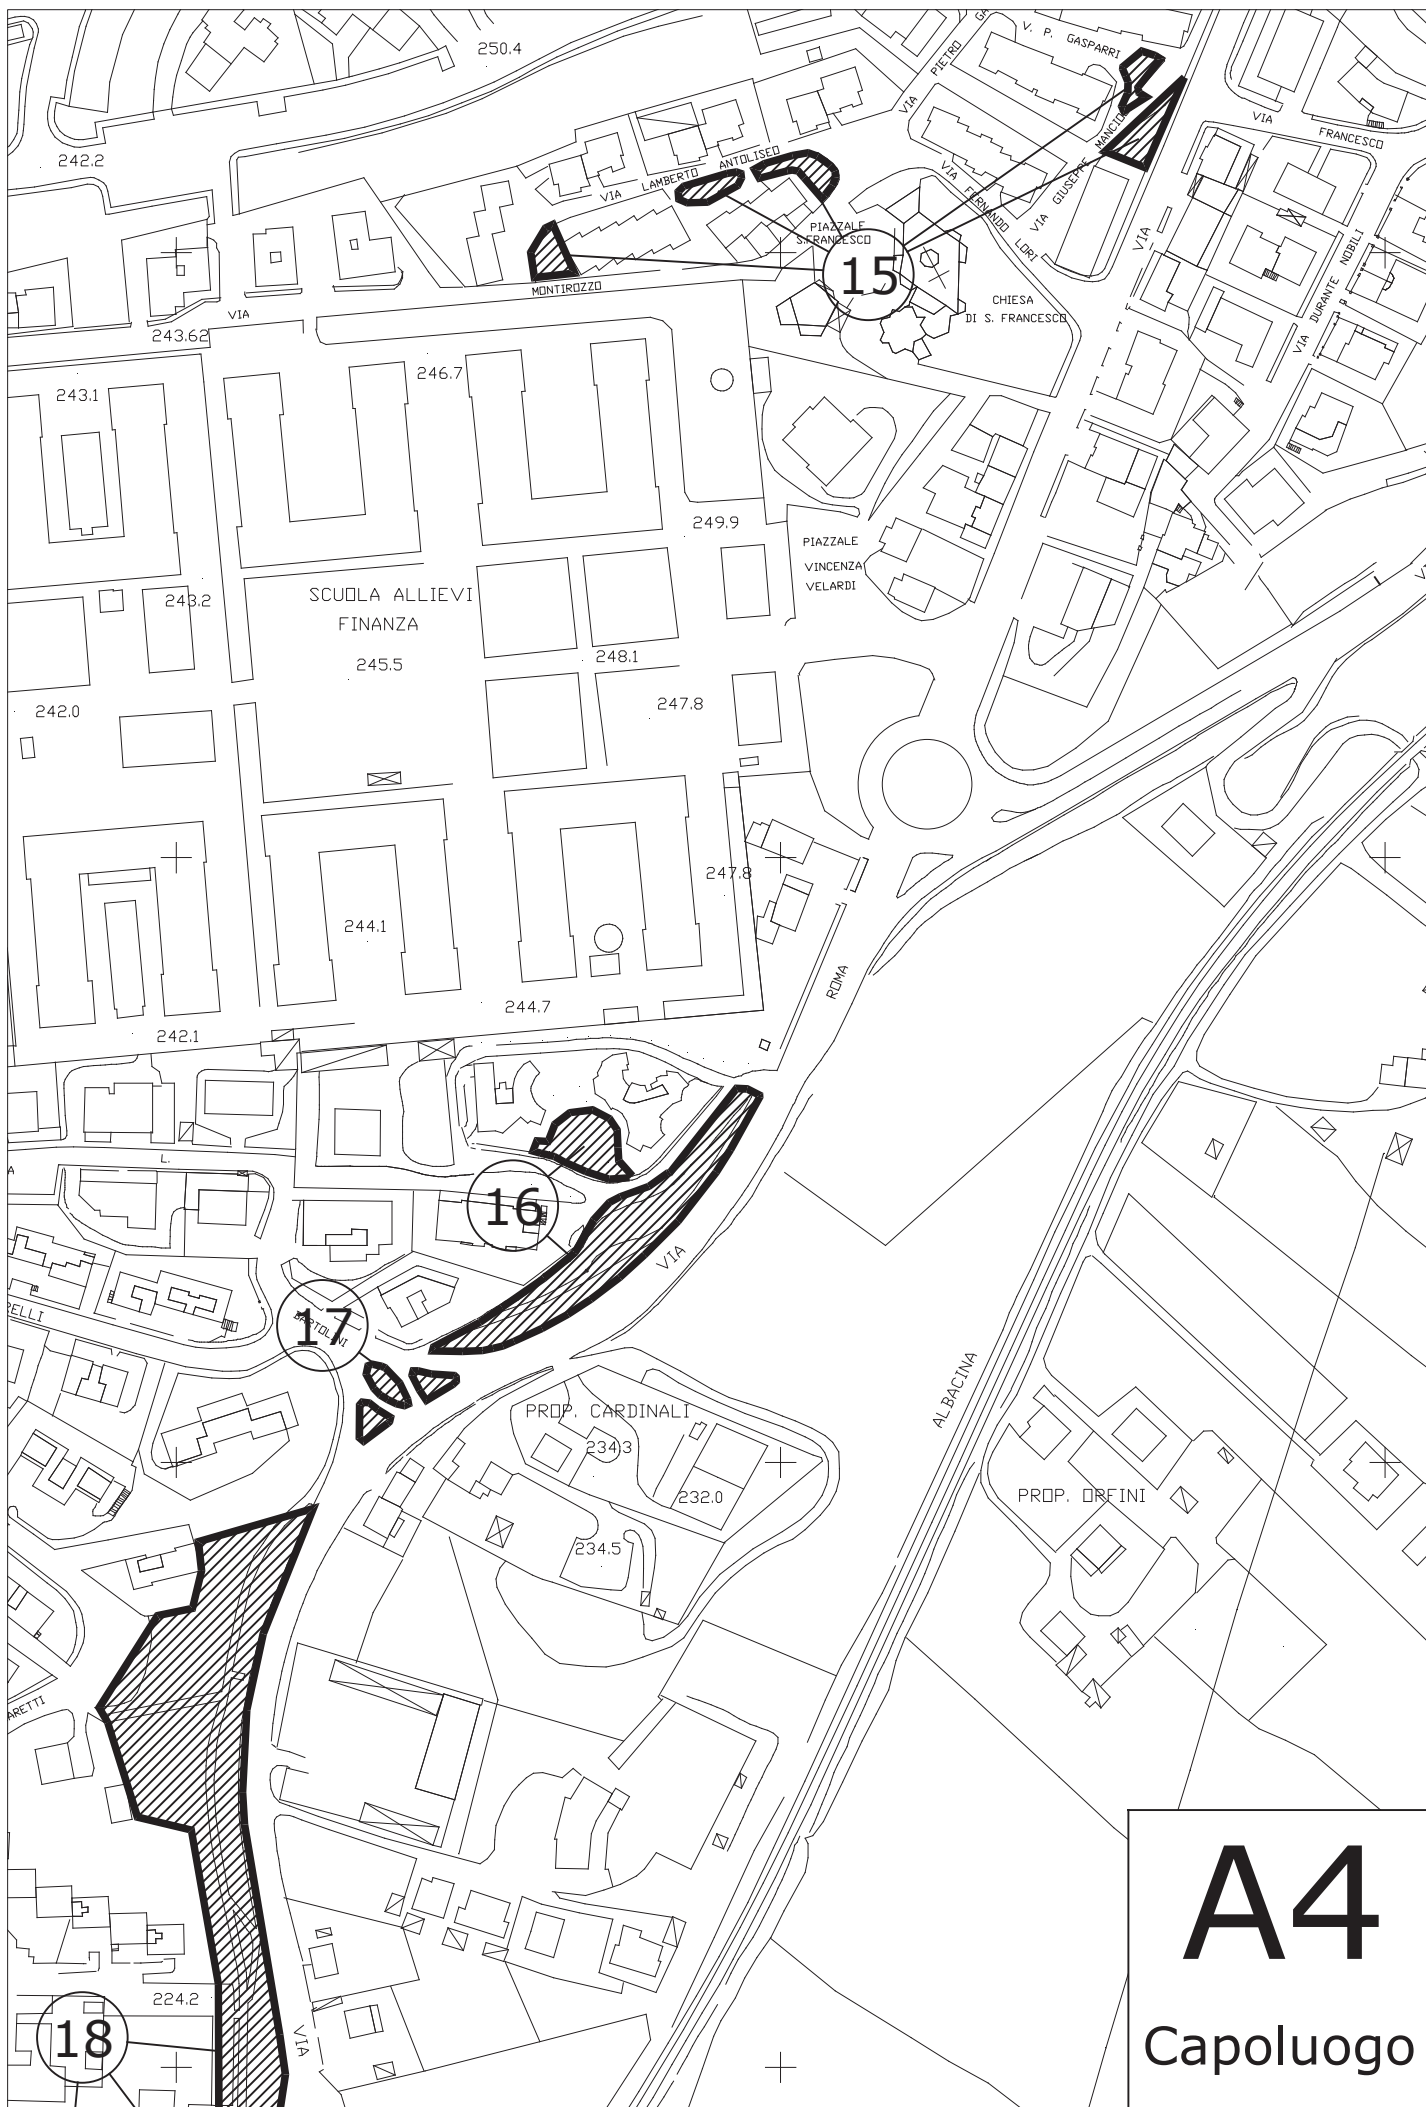 250.4
V. P. GASPARRI
VIA PIETRO
242.2
VIA LAMBERTO ANTOLISEO
VIA FRANCESCO
VIA GIUSEPPE
VIA FERNANDO LORI
PIAZZALE
S.FRANCESCO
15
VIA
VIA DURANTE NOBILI
MONTIROZZO
CHIESA
DI S. FRANCESCO
VIA
243.62
246.7
243.1
249.9
PIAZZALE
VINCENZA
VELARDI
SCUOLA ALLIEVI
FINANZA
243.2
245.5
248.1
242.0
247.8
247.8
244.1
244.7
ROMA
242.1
L.
16
VIA
RELLI
BARTOLINI
17
ALBACINA
PROP. CARDINALI
234.3
232.0
PROP. ORFINI
234.5
ARETTI
224.2
18
VIA
A4
Capoluogo